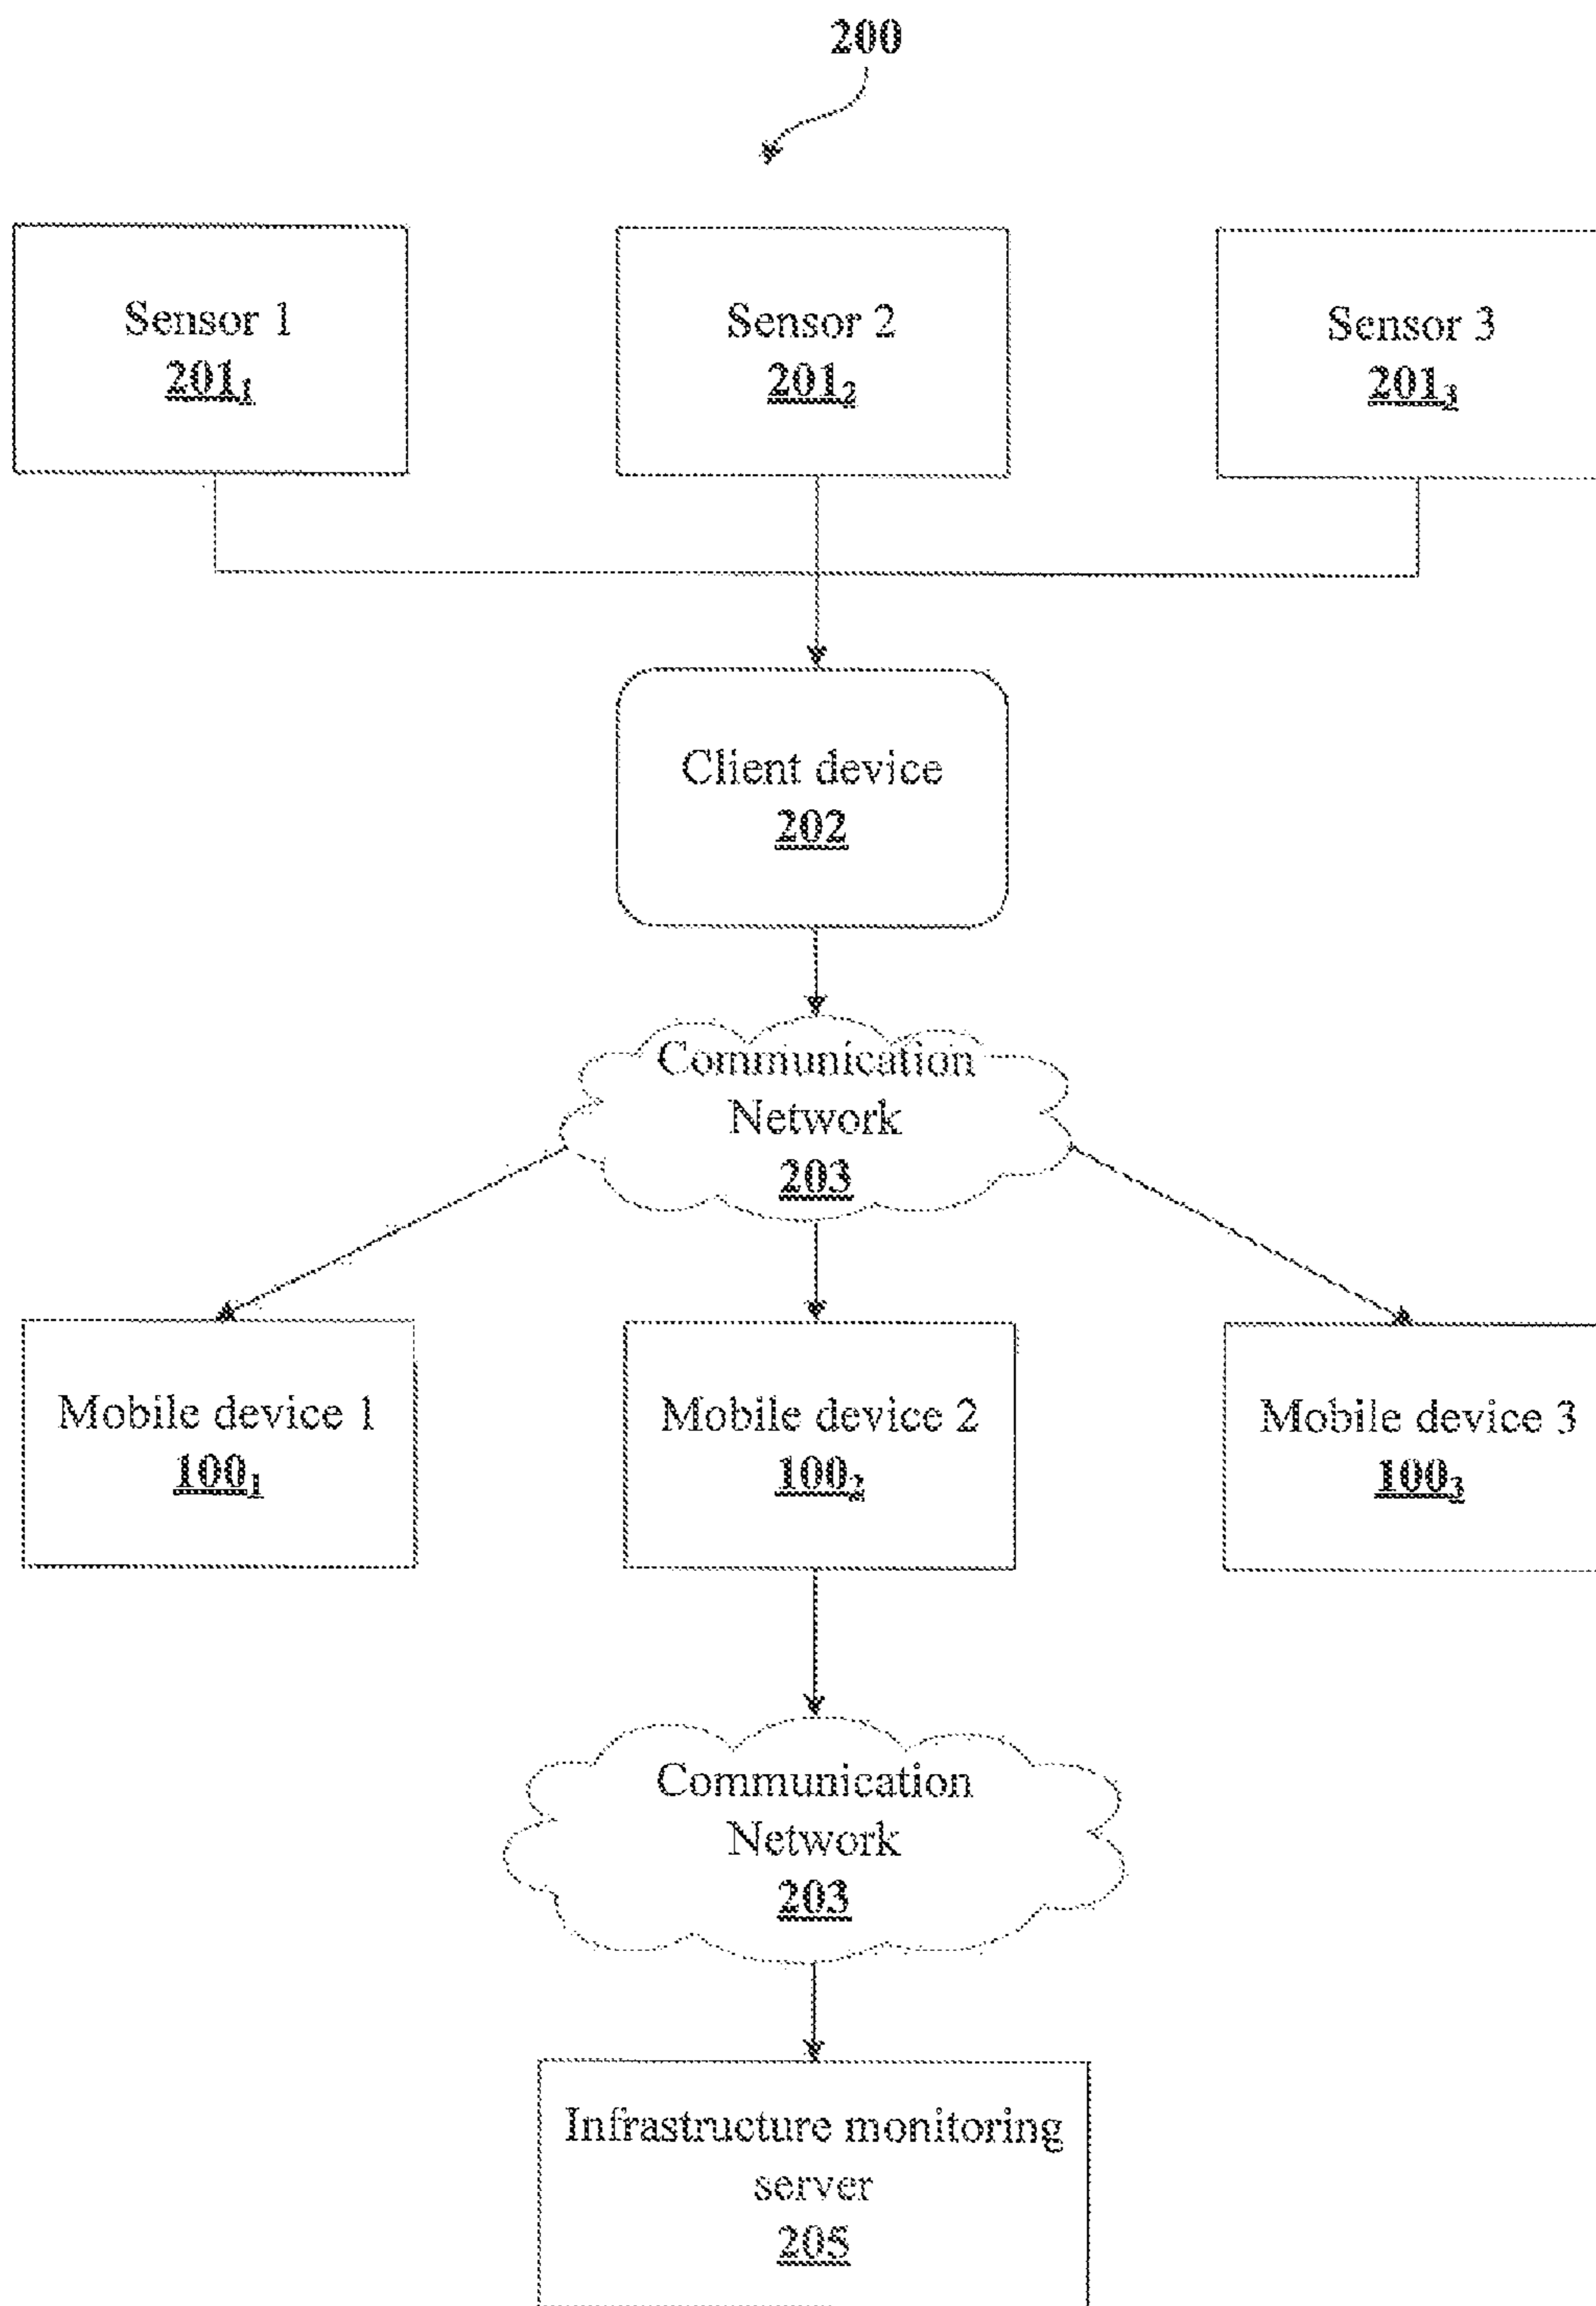 200
Sensor 1
201₁
Sensor 2
201₂
Sensor 3
201₃
Client device
202
Communication
Network
203
Mobile device 1
100₁
Mobile device 2
100₂
Mobile device 3
100₃
Communication
Network
203
Infrastructure monitoring
server
205